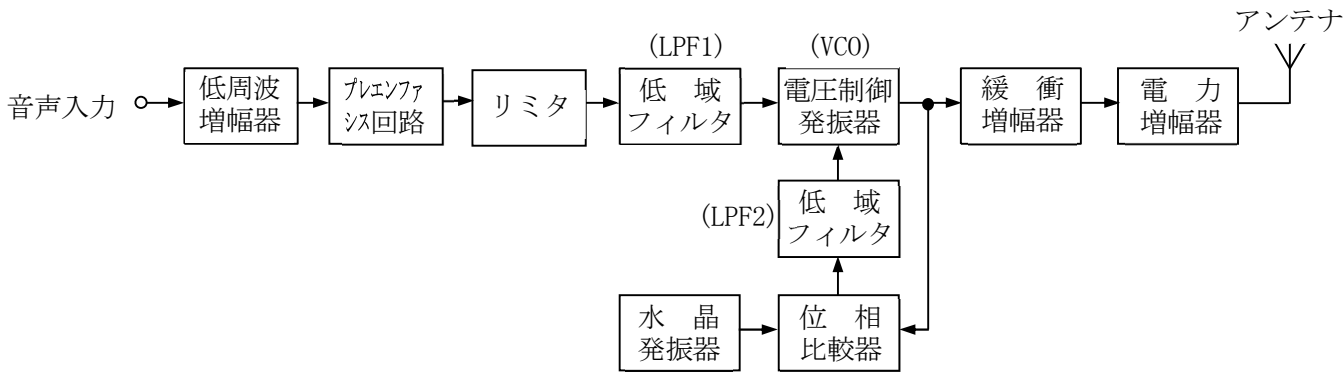 アンテナ
(LPF1)
(VCO)
音声入力
低周波
増幅器
プレエンファ
シス回路
リミタ
低 域
フィルタ
電圧制御
発振器
緩 衝
増幅器
電 力
増幅器
(LPF2)
低 域
フィルタ
水 晶
発振器
位 相
比較器